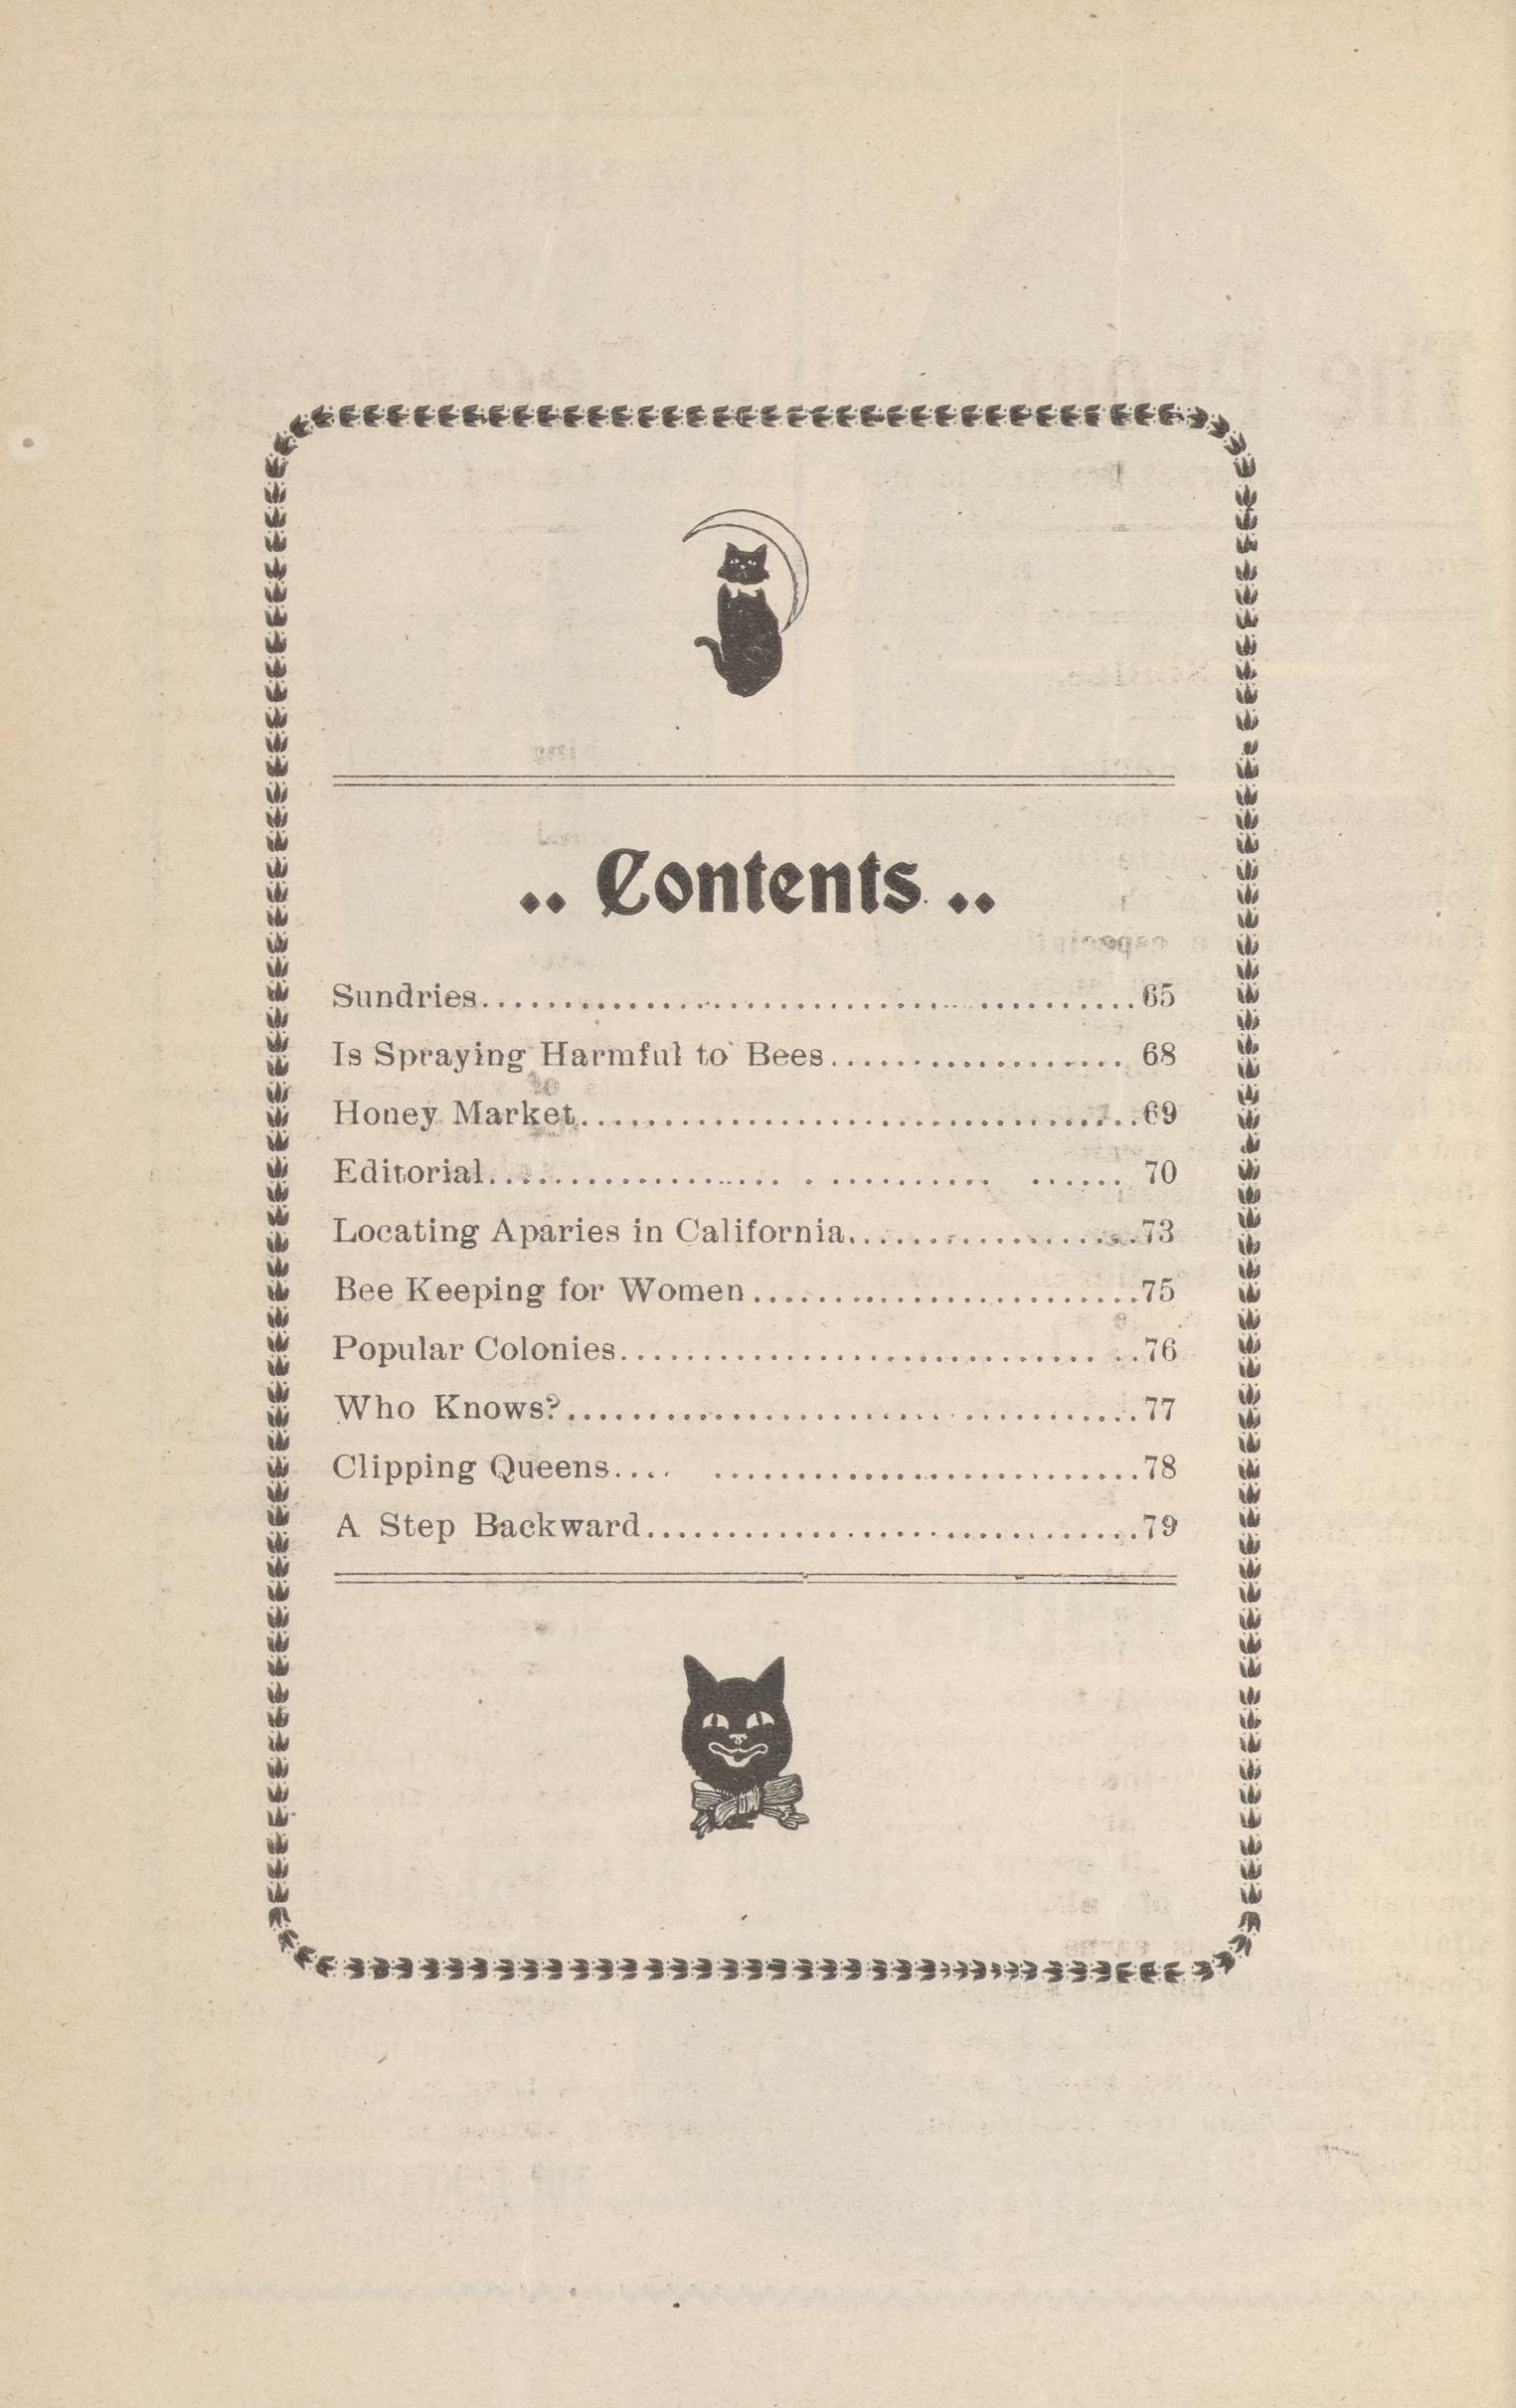 .. Contents ..
Sundries........................................65
Is Spraying Harmful to Bees.................. 68
Honey Market..................................69
Editorial.................. . .......... ...... 70
Locating Aparies in California..................73
Bee Keeping for Women........................75
Popular Colonies............................. ..76
Who Knows?...................................77
Clipping Queens.... ..........................78
A Step Backward..............................79